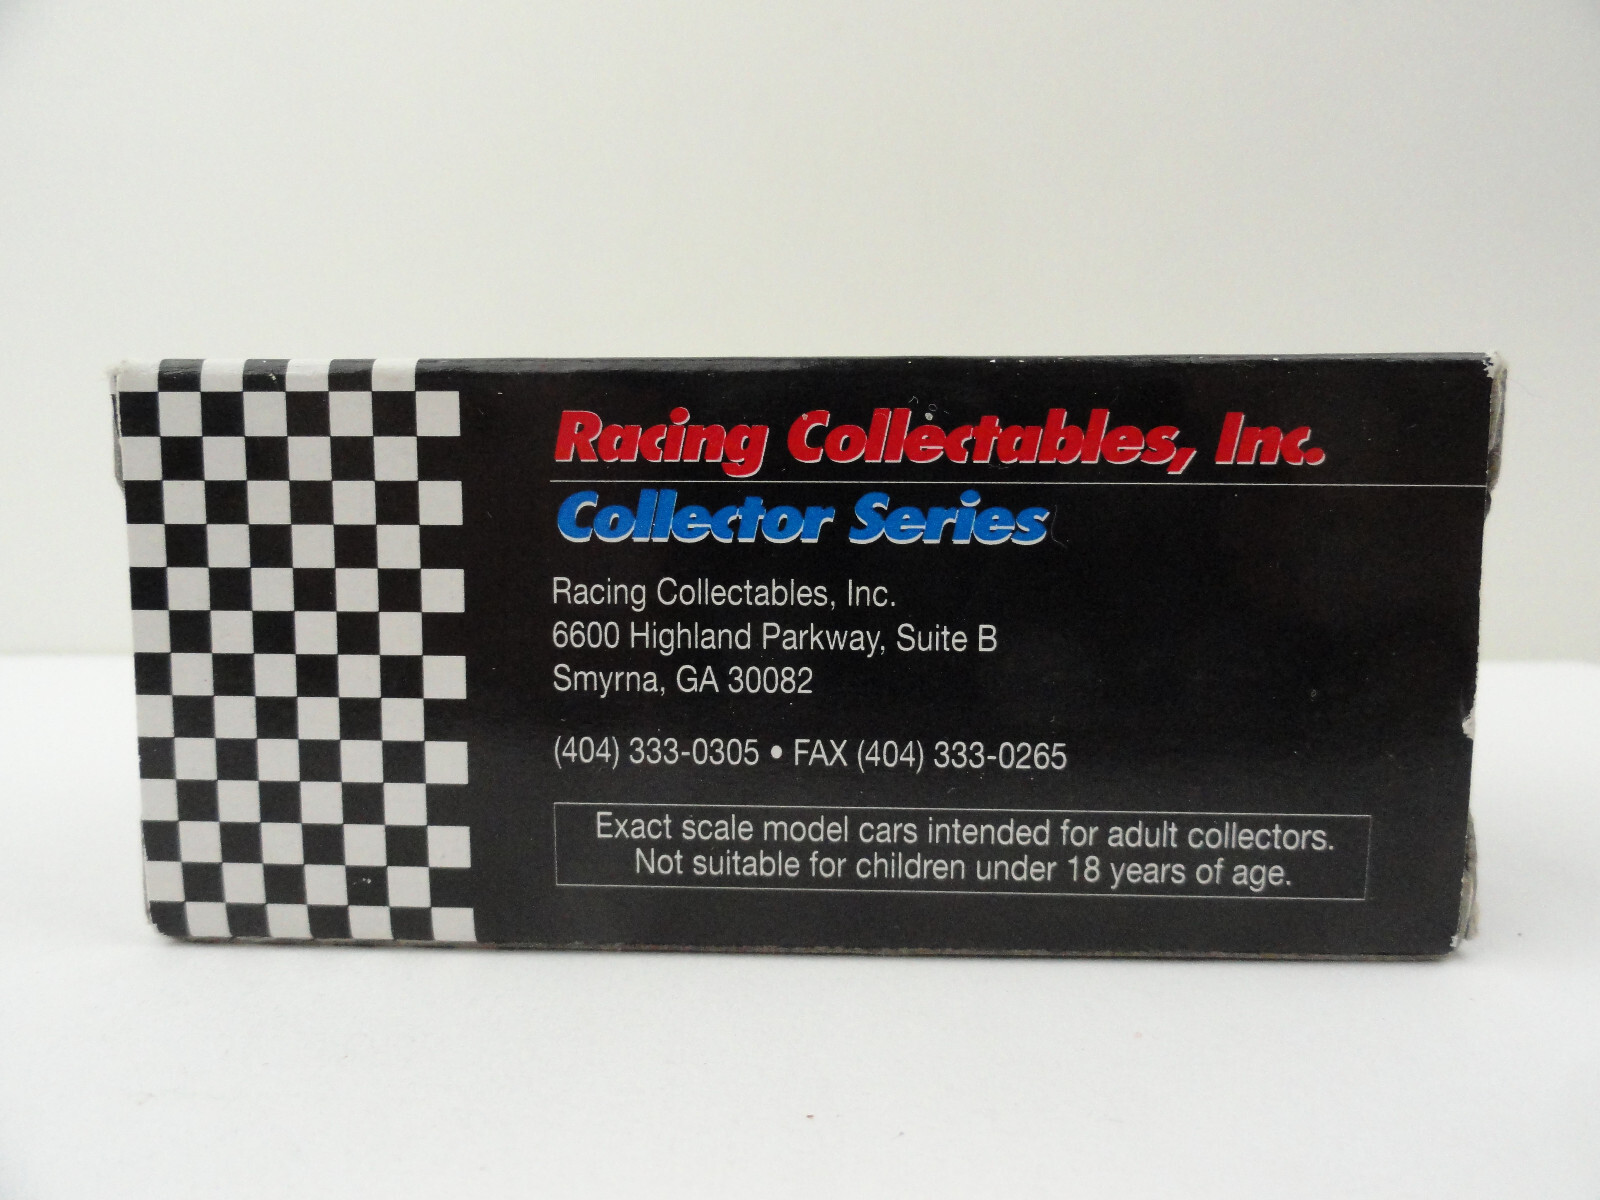 Racing Collectables, Inc.
Collector Series
Racing Collectables, Inc.
6600 Highland Parkway, Suite B
Smyrna, GA 30082
(404) 333-0305 • FAX (404) 333-0265
Exact scale model cars intended for adult collectors.
Not suitable for children under 18 years of age.